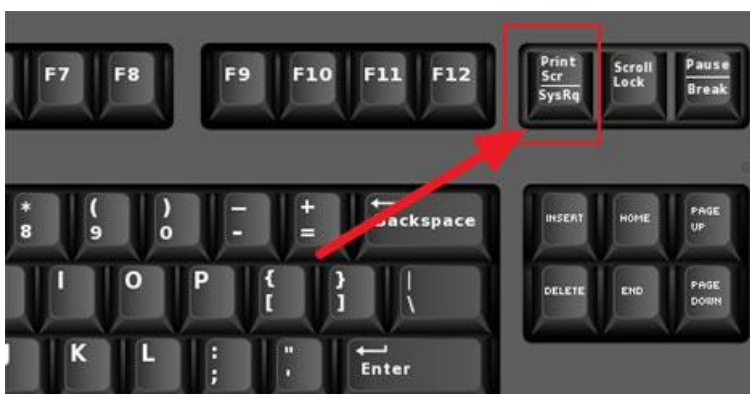 F7 F8 F9 F10 F11 F12
Print
Scr
SysRq
Scroll
Lock
Pause
Break
* ( ) — +
8 9 0 - =
Backspace
INSERT HOME PAGE
UP
I O P { } |
[ ] \
DELETE END PAGE
DOWN
K L : "
; '
Enter